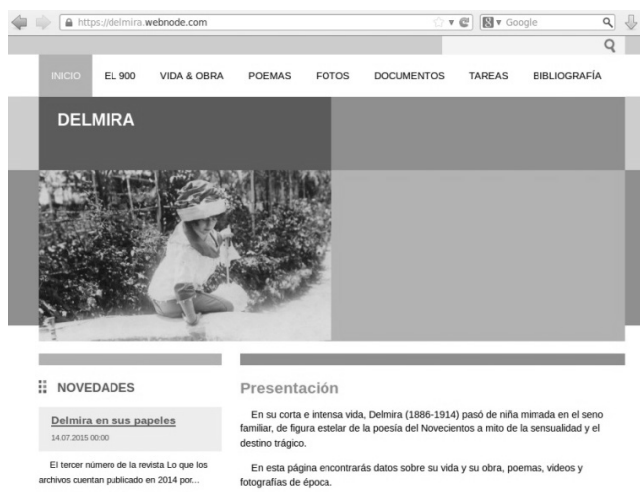 https://delmira.webnode.com
Google
INICIO EL 900 VIDA & OBRA POEMAS FOTOS DOCUMENTOS TAREAS BIBLIOGRAFÍA
DELMIRA
NOVEDADES
Delmira en sus papeles
14.07.2015 00:00
El tercer número de la revista Lo que los
archivos cuentan publicado en 2014 por...
Presentación
En su corta e intensa vida, Delmira (1886-1914) pasó de niña mimada en el seno
familiar, de figura estelar de la poesía del Novecientos a mito de la sensualidad y el
destino trágico.
En esta página encontrarás datos sobre su vida y su obra, poemas, videos y
fotografías de época.